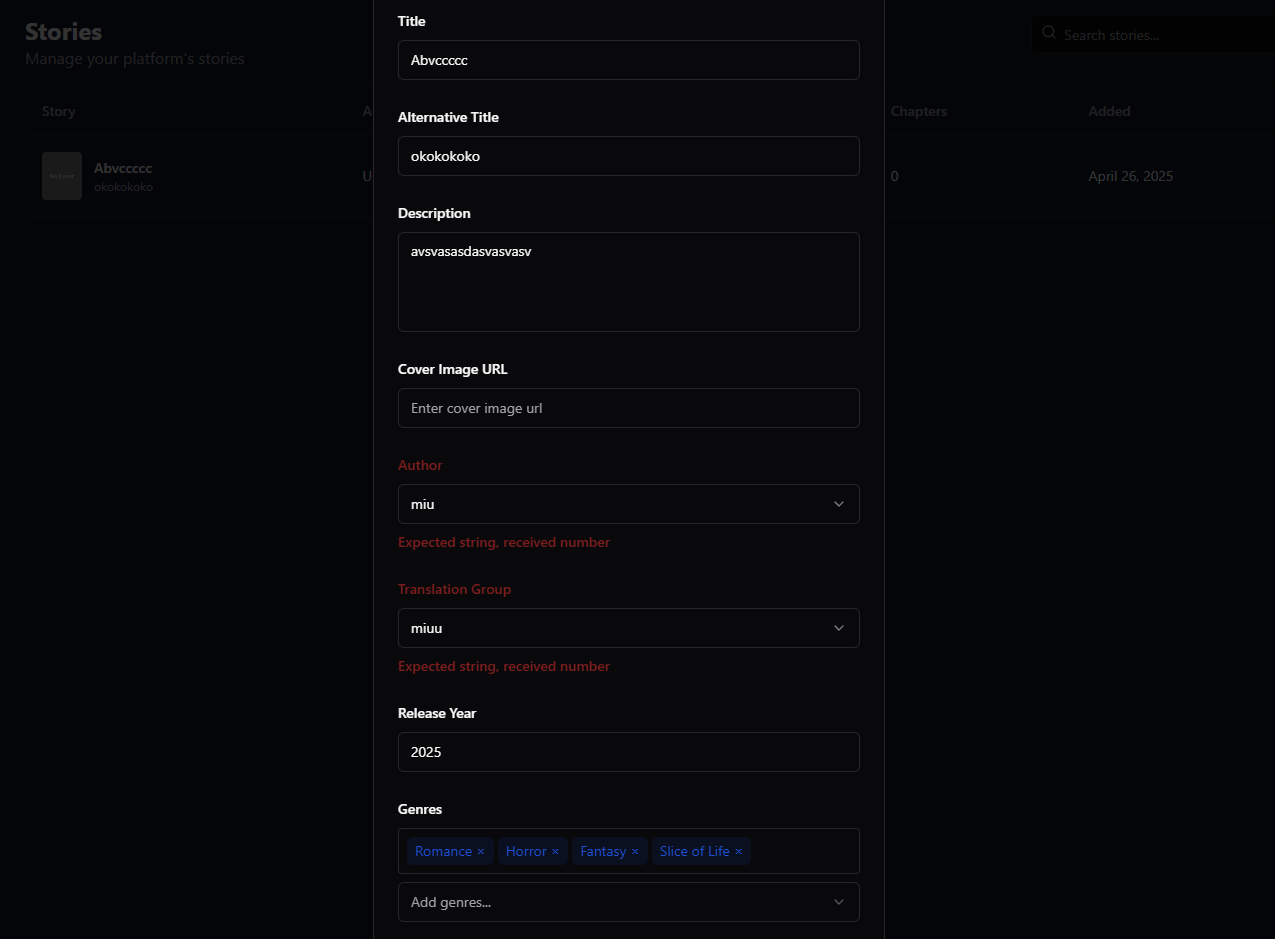 Stories
Manage your platform's stories
Search stories...
Story
Chapters
Added
Abvccccc
okokokoko
0
April 26, 2025
Title
Abvccccc
Alternative Title
okokokoko
Description
avsvasasdasvasvasv
Cover Image URL
Enter cover image url
Author
miu
Expected string, received number
Translation Group
miuu
Expected string, received number
Release Year
2025
Genres
Romance × Horror × Fantasy × Slice of Life ×
Add genres...